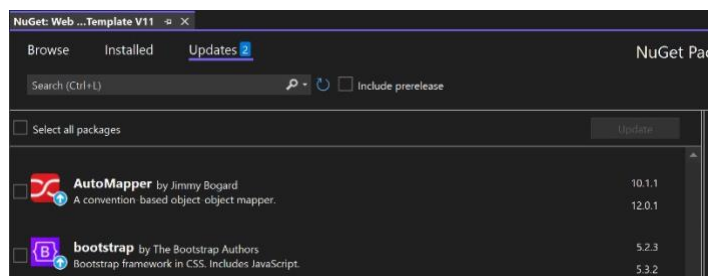 NuGet: Web ...Template V11
Browse Installed Updates 2 NuGet Pac
Search (Ctrl+L) Include prerelease
Select all packages Update
AutoMapper by Jimmy Bogard 10.1.1
A convention-based object-object mapper. 12.0.1
B bootstrap by The Bootstrap Authors 5.2.3
Bootstrap framework in CSS. Includes JavaScript. 5.3.2